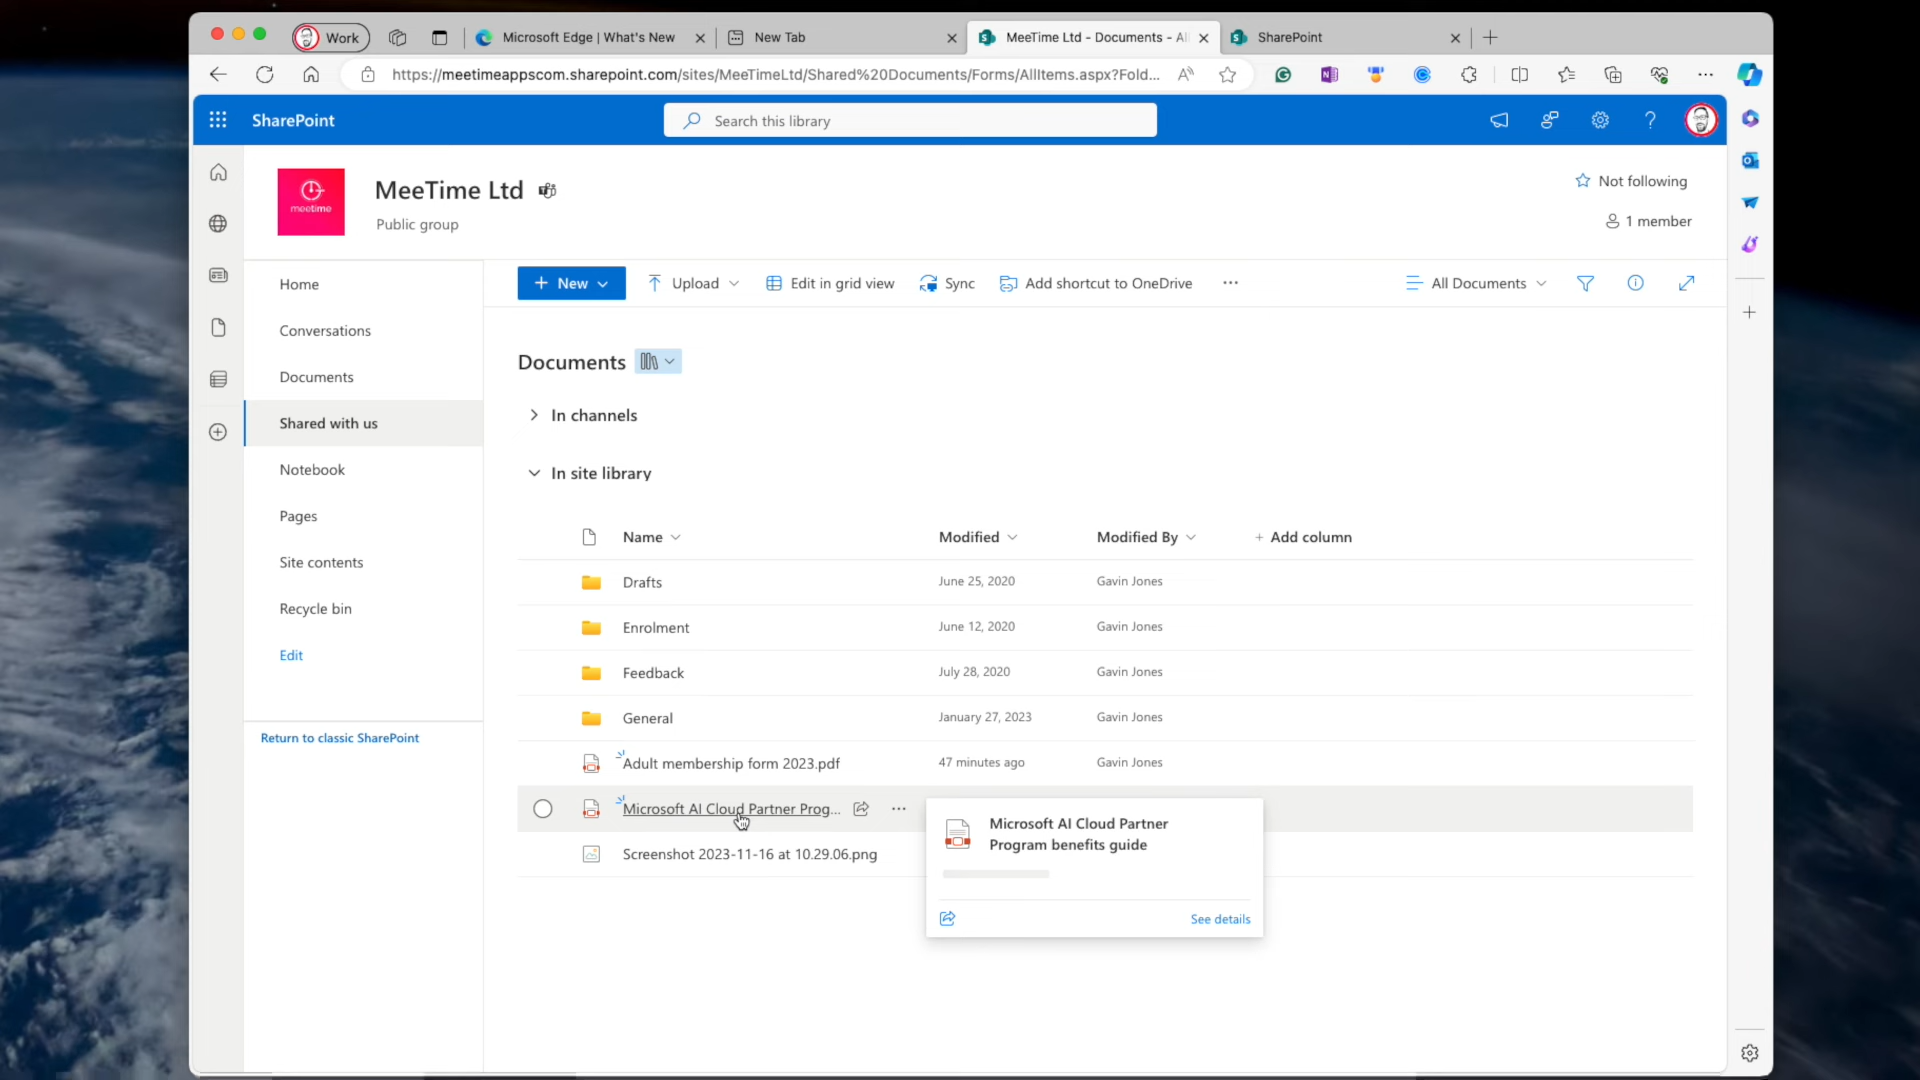 Work
Microsoft Edge | What's New
New Tab
MeeTime Ltd - Documents - Al
SharePoint
https://meetimeappscom.sharepoint.com/sites/MeeTimeLtd/Shared%20Documents/Forms/AllItems.aspx?Fold...
SharePoint
Search this library
meetime
MeeTime Ltd
Public group
Not following
1 member
Home
Conversations
Documents
Shared with us
Notebook
Pages
Site contents
Recycle bin
Edit
Return to classic SharePoint
New
Upload
Edit in grid view
Sync
Add shortcut to OneDrive
All Documents
Documents
In channels
In site library
Name Modified Modified By + Add column
Drafts June 25, 2020 Gavin Jones
Enrolment June 12, 2020 Gavin Jones
Feedback July 28, 2020 Gavin Jones
General January 27, 2023 Gavin Jones
Adult membership form 2023.pdf 47 minutes ago Gavin Jones
Microsoft AI Cloud Partner Prog...
Screenshot 2023-11-16 at 10.29.06.png
Microsoft AI Cloud Partner
Program benefits guide
See details